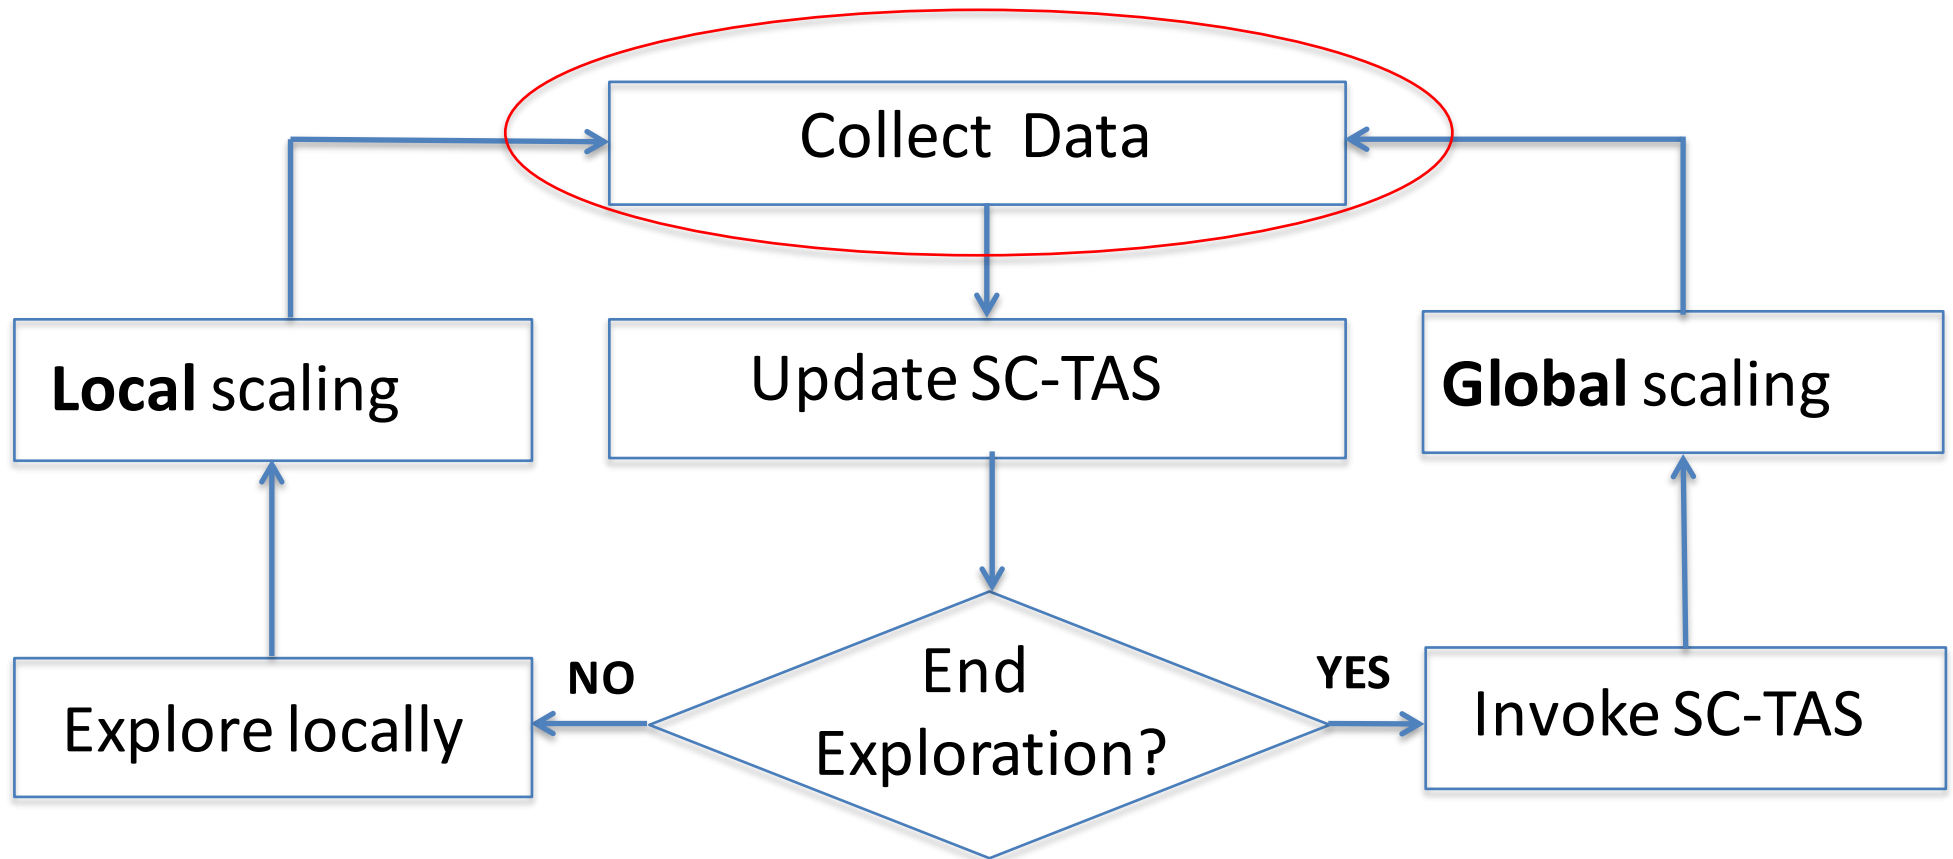 Collect Data
Local scaling
Update SC-TAS
Global scaling
NO
End
YES
Explore locally
Exploration?
Invoke SC-TAS